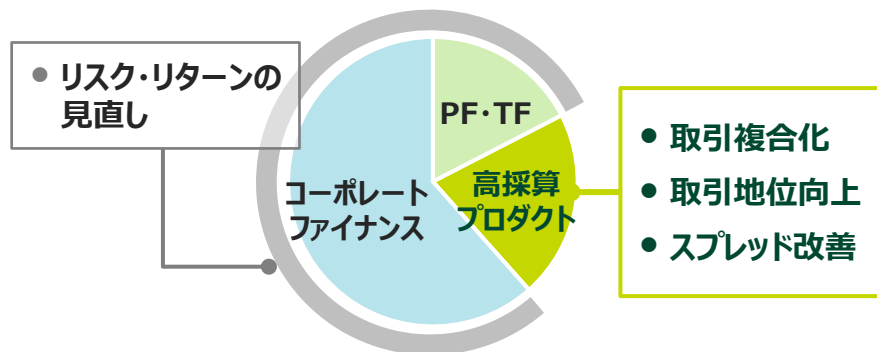 • リスク・リターンの
見直し
PF・TF
コーポレート
ファイナンス
高採算
プロダクト
• 取引複合化
• 取引地位向上
• スプレッド改善